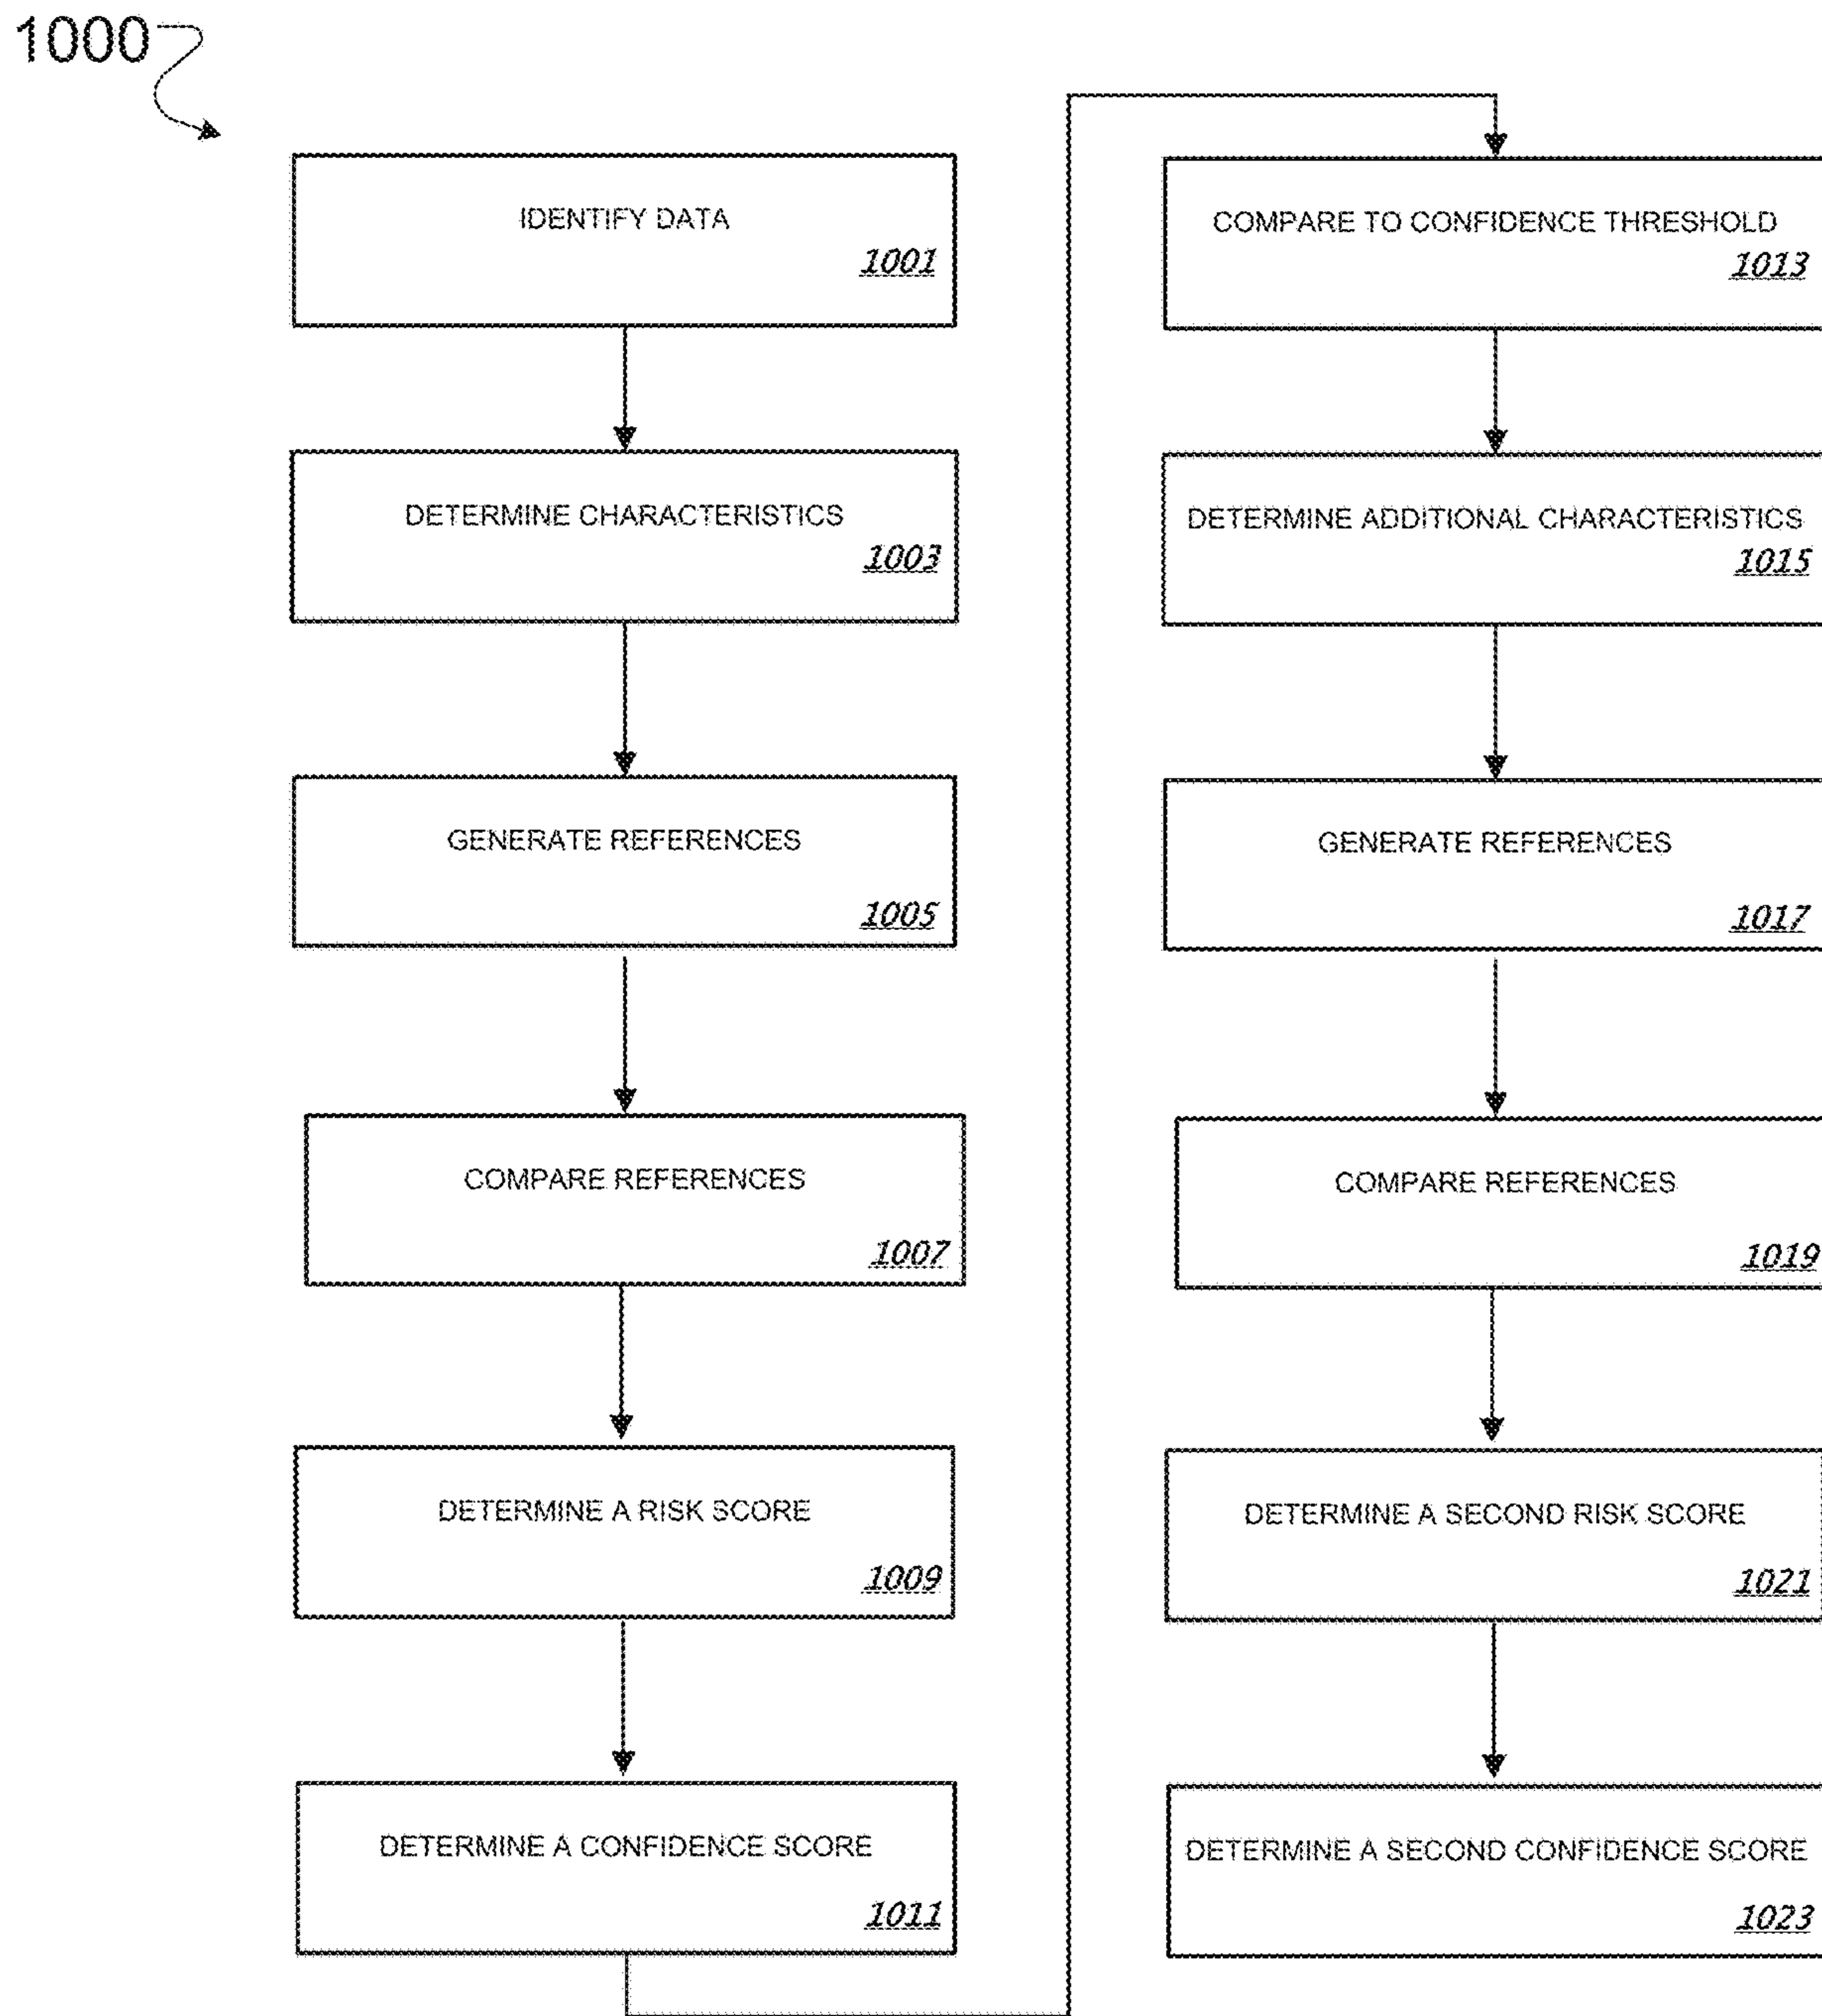 1000
IDENTIFY DATA
1001
DETERMINE CHARACTERISTICS
1003
GENERATE REFERENCES
1005
COMPARE REFERENCES
1007
DETERMINE A RISK SCORE
1009
DETERMINE A CONFIDENCE SCORE
1011
COMPARE TO CONFIDENCE THRESHOLD
1013
DETERMINE ADDITIONAL CHARACTERISTICS
1015
GENERATE REFERENCES
1017
COMPARE REFERENCES
1019
DETERMINE A SECOND RISK SCORE
1021
DETERMINE A SECOND CONFIDENCE SCORE
1023